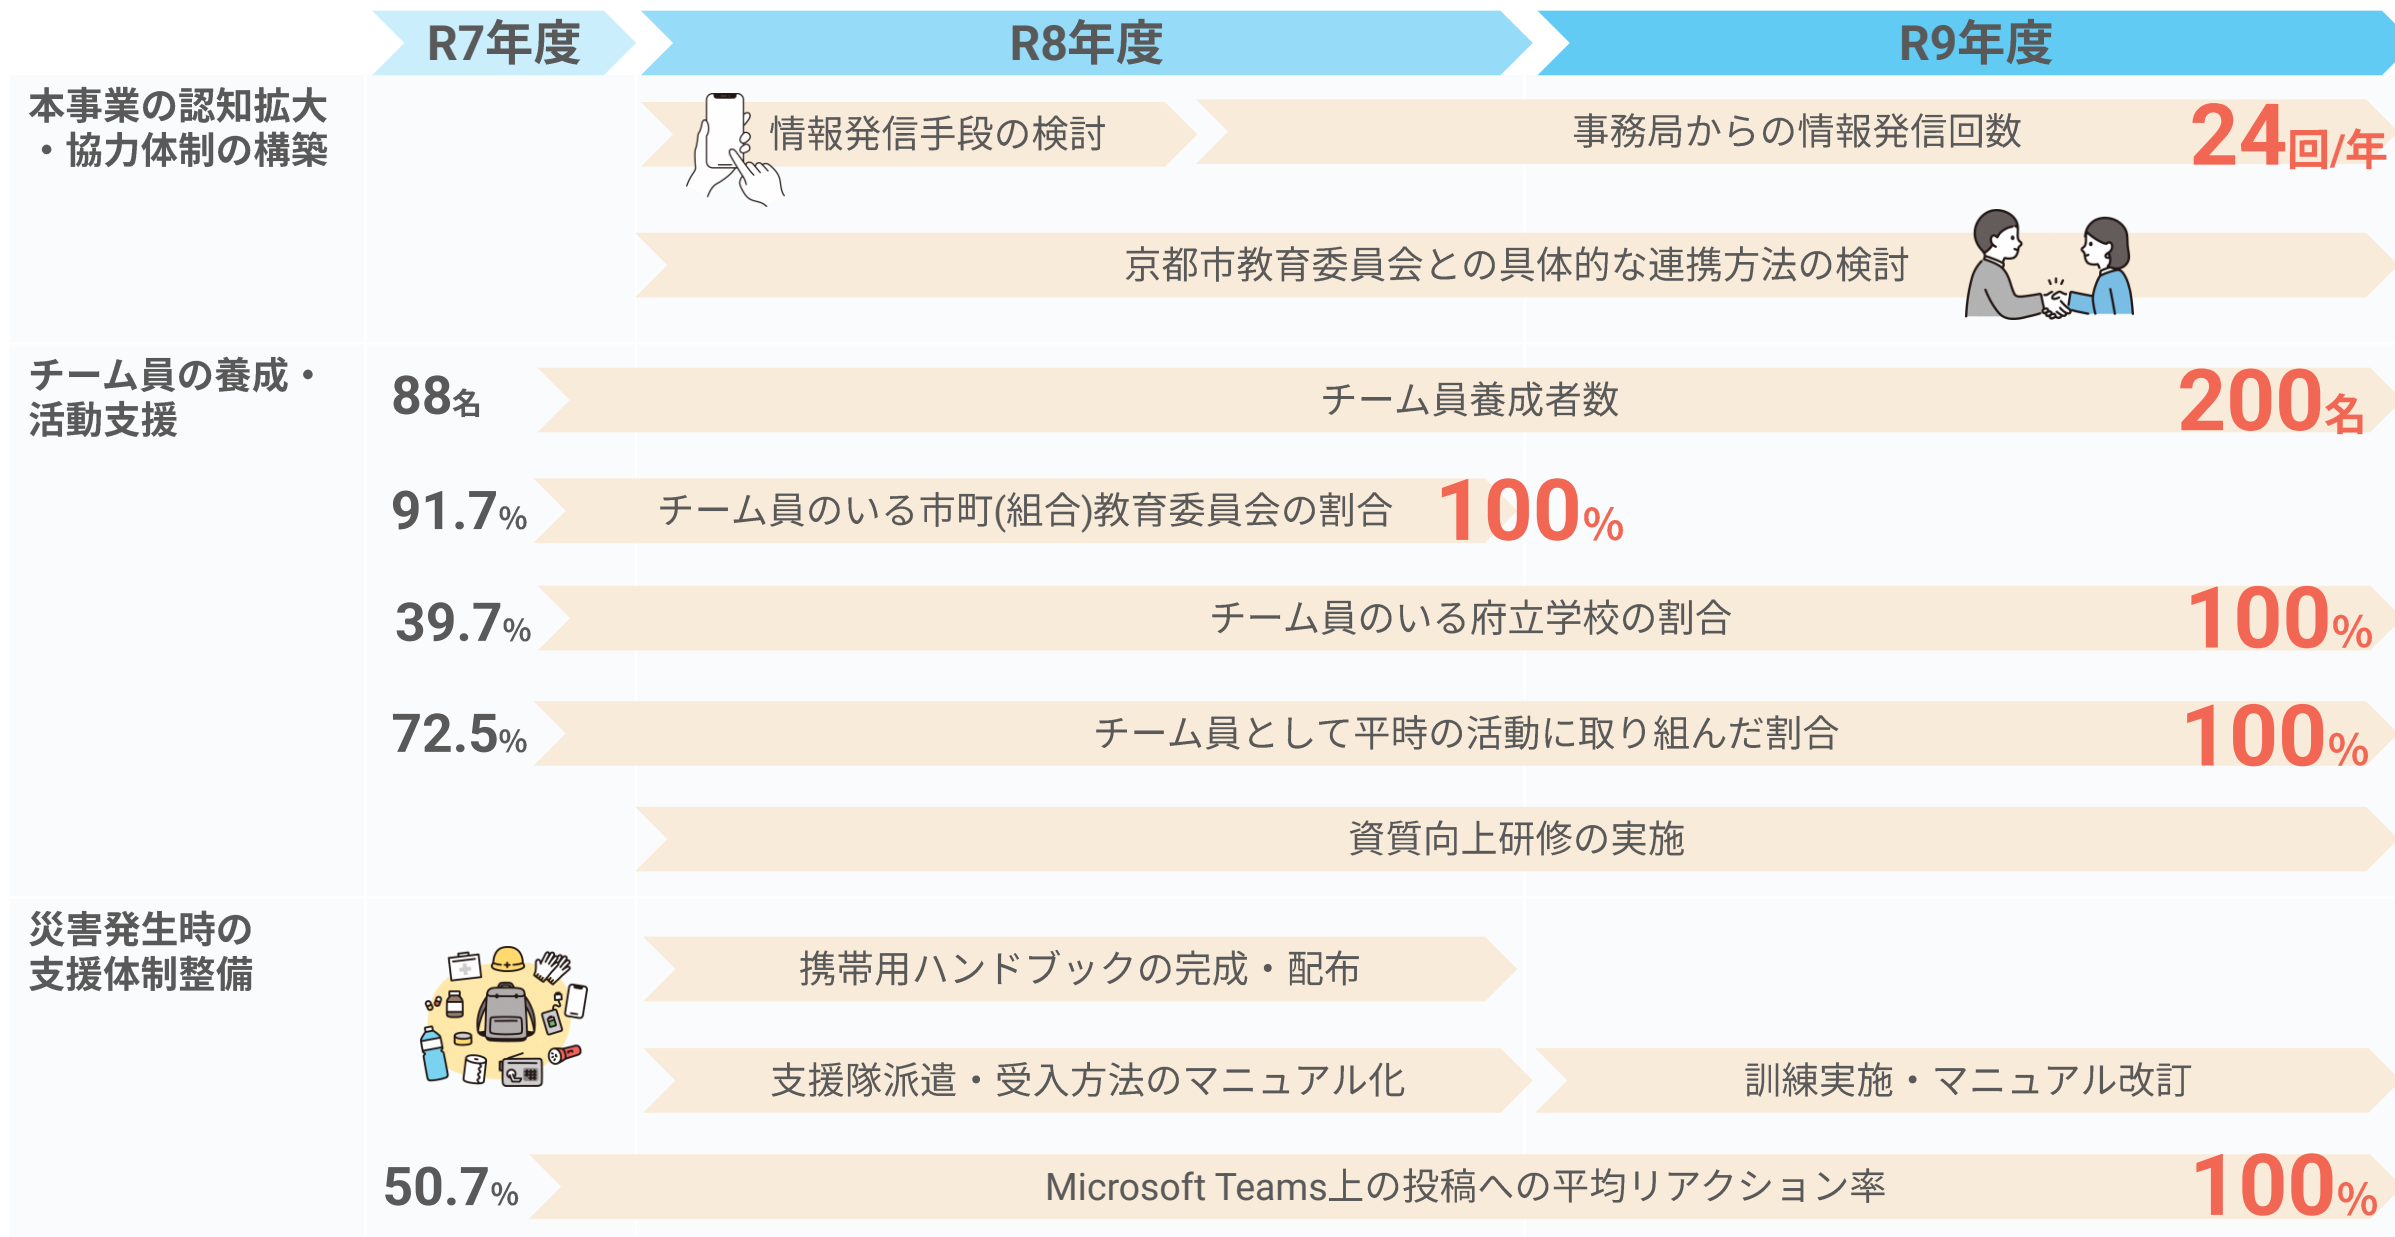 R7年度
R8年度
R9年度
本事業の認知拡大
・協力体制の構築
情報発信手段の検討
事務局からの情報発信回数
24回/年
京都市教育委員会との具体的な連携方法の検討
チーム員の養成・
活動支援
88名
チーム員養成者数
200名
91.7%
チーム員のいる市町(組合)教育委員会の割合
100%
39.7%
チーム員のいる府立学校の割合
100%
72.5%
チーム員として平時の活動に取り組んだ割合
100%
資質向上研修の実施
災害発生時の
支援体制整備
携帯用ハンドブックの完成・配布
支援隊派遣・受入方法のマニュアル化
訓練実施・マニュアル改訂
50.7%
Microsoft Teams上の投稿への平均リアクション率
100%